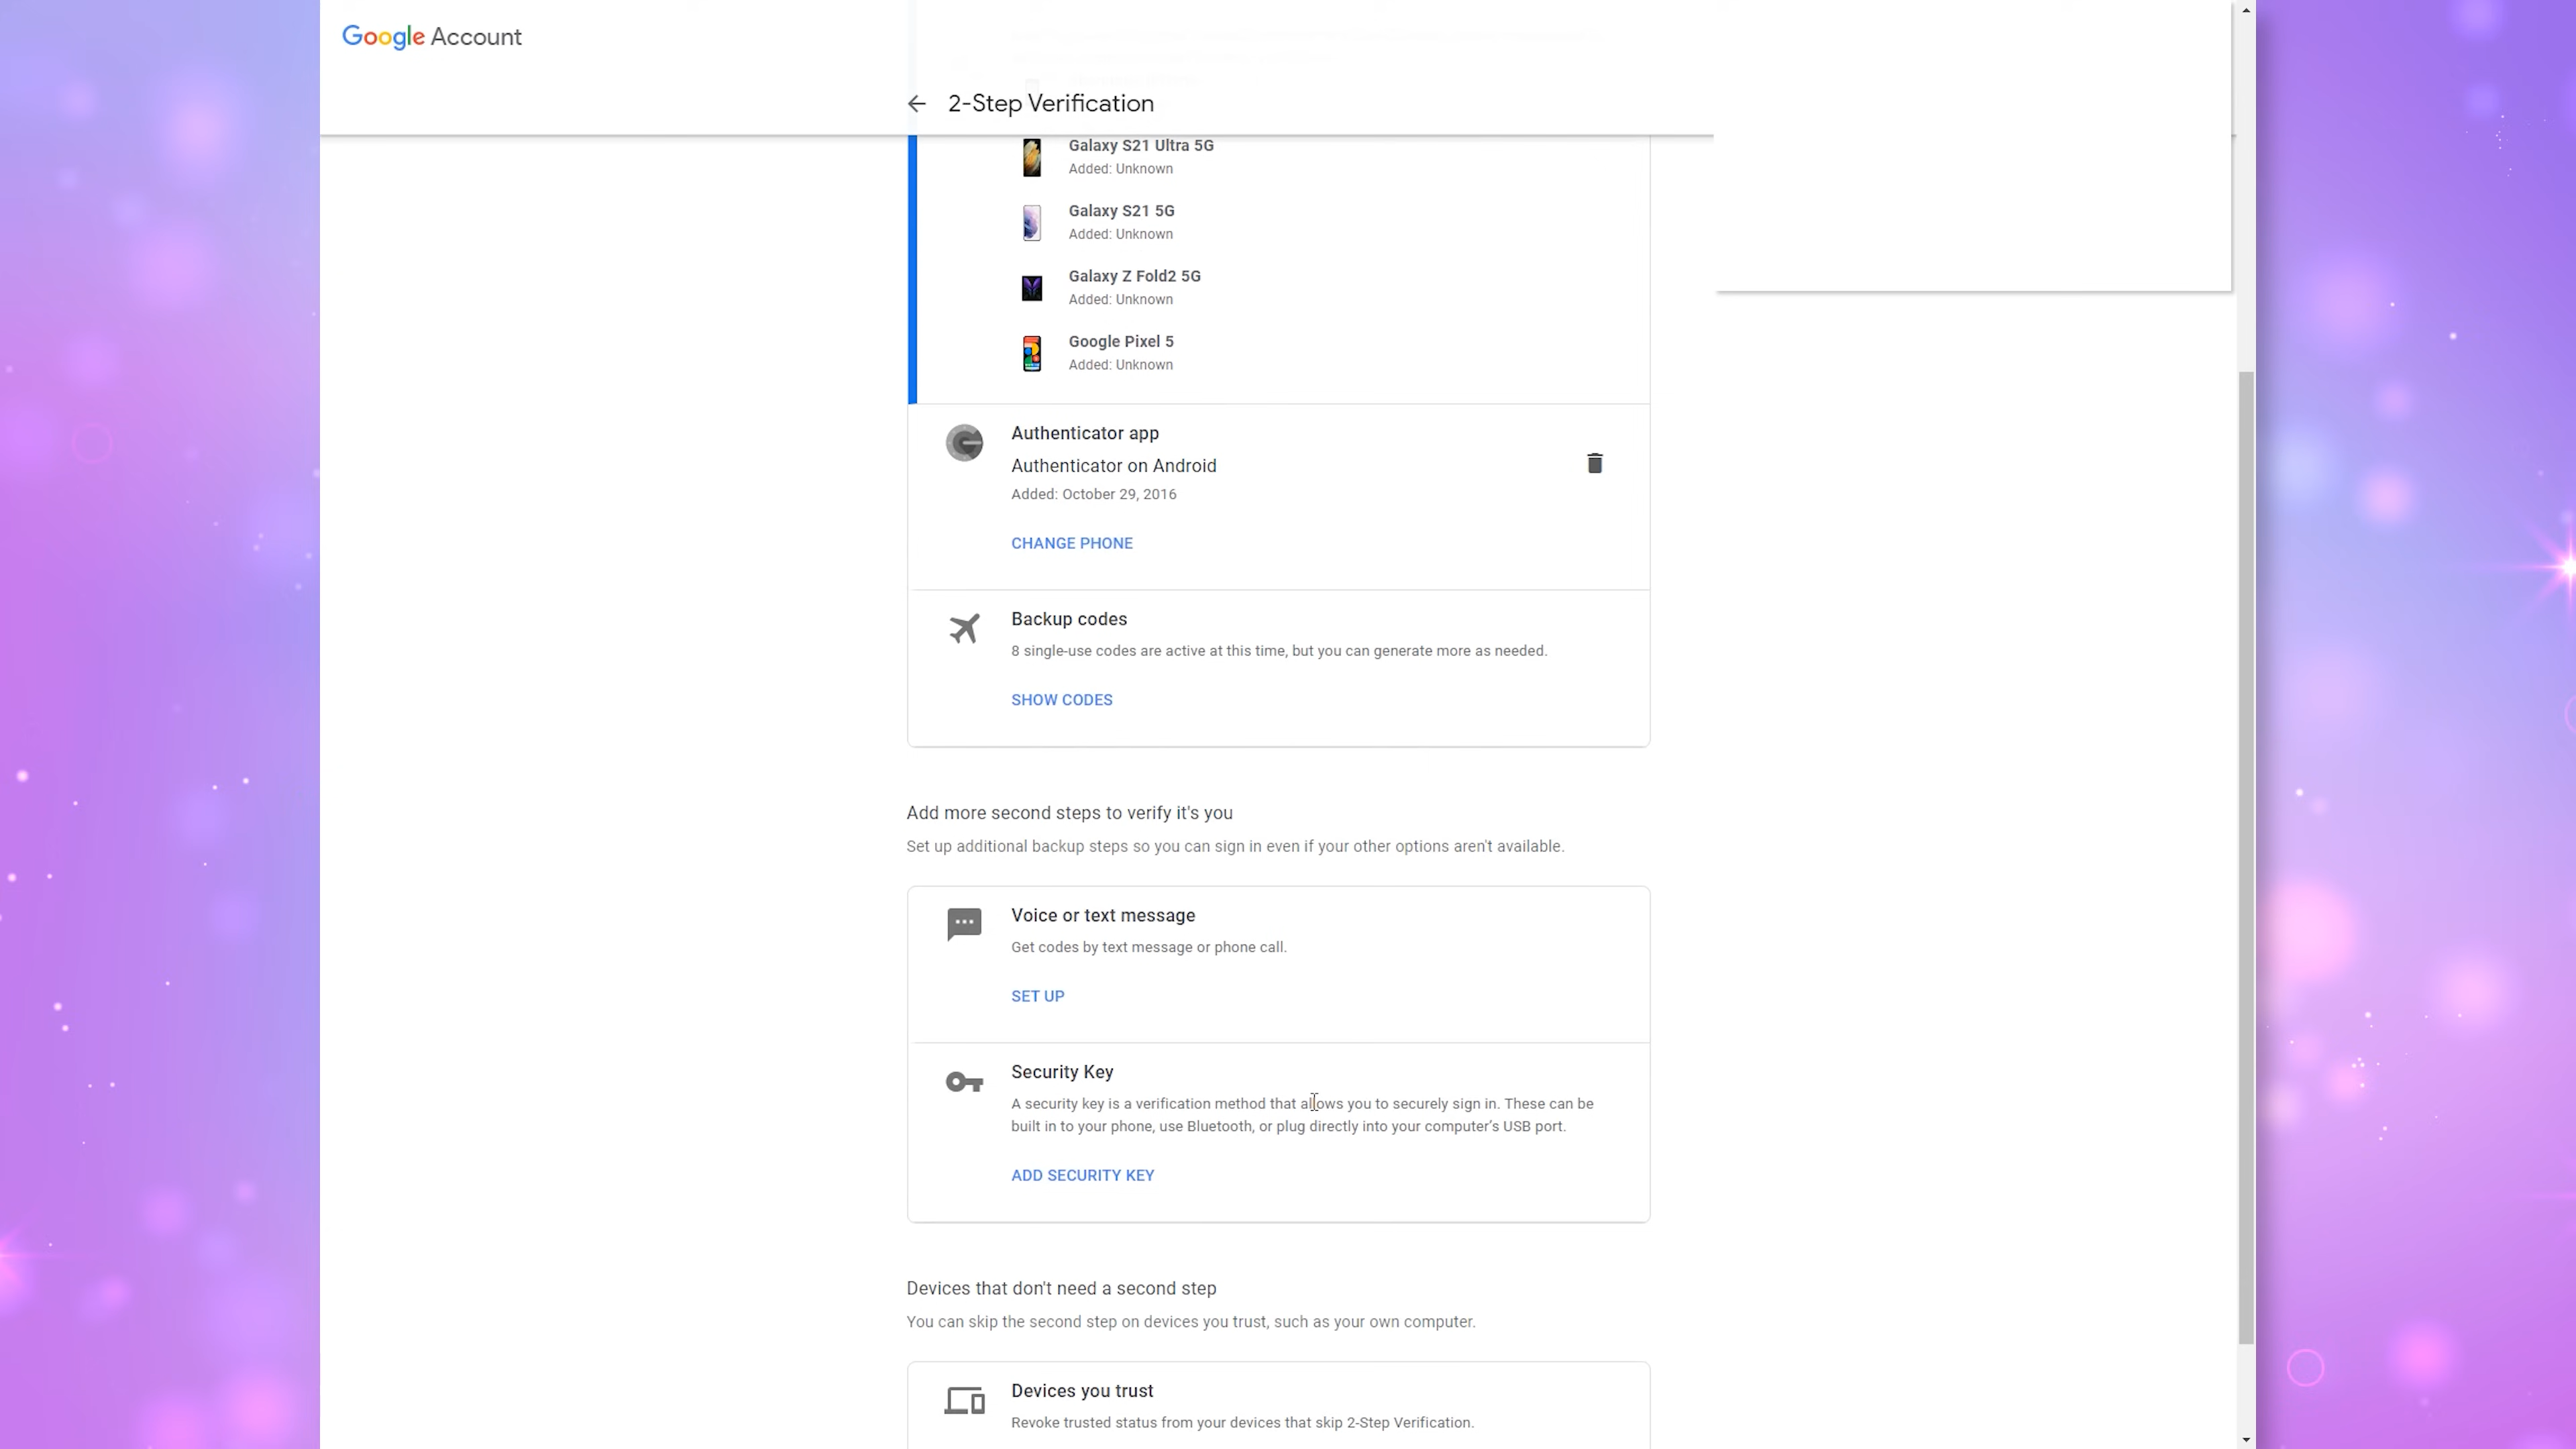 Google Account
2-Step Verification
Galaxy S21 Ultra 5G
Added: Unknown
Galaxy S21 5G
Added: Unknown
Galaxy Z Fold2 5G
Added: Unknown
Google Pixel 5
Added: Unknown
Authenticator app
Authenticator on Android
Added: October 29, 2016
CHANGE PHONE
Backup codes
8 single-use codes are active at this time, but you can generate more as needed.
SHOW CODES
Add more second steps to verify it's you
Set up additional backup steps so you can sign in even if your other options aren't available.
Voice or text message
Get codes by text message or phone call.
SET UP
Security Key
A security key is a verification method that allows you to securely sign in. These can be
built in to your phone, use Bluetooth, or plug directly into your computer's USB port.
ADD SECURITY KEY
Devices that don't need a second step
You can skip the second step on devices you trust, such as your own computer.
Devices you trust
Revoke trusted status from your devices that skip 2-Step Verification.